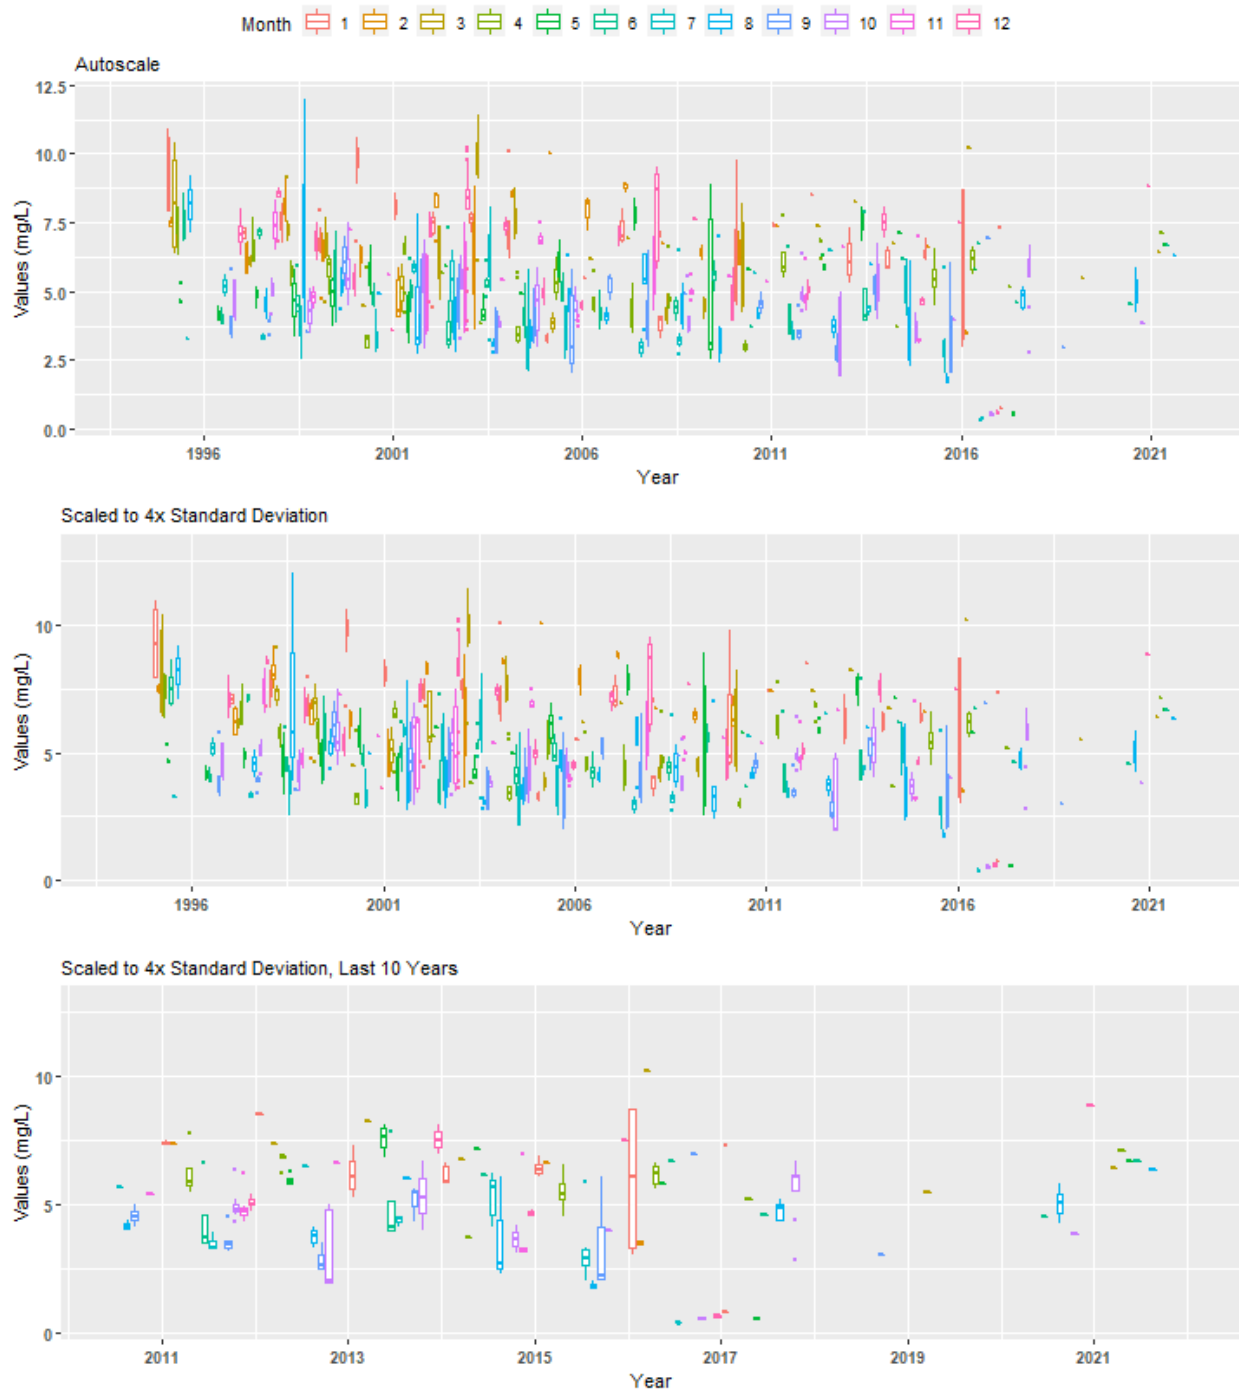 Month 1 2 3 4 5 6 7 8 9 10 11 12
Autoscale
12.5
10.0
7.5
5.0
2.5
0.0
Values (mg/L)
1996 2001 2006 2011 2016 2021
Year
Scaled to 4x Standard Deviation
10
5
0
Values (mg/L)
1996 2001 2006 2011 2016 2021
Year
Scaled to 4x Standard Deviation, Last 10 Years
10
5
0
Values (mg/L)
2011 2013 2015 2017 2019 2021
Year